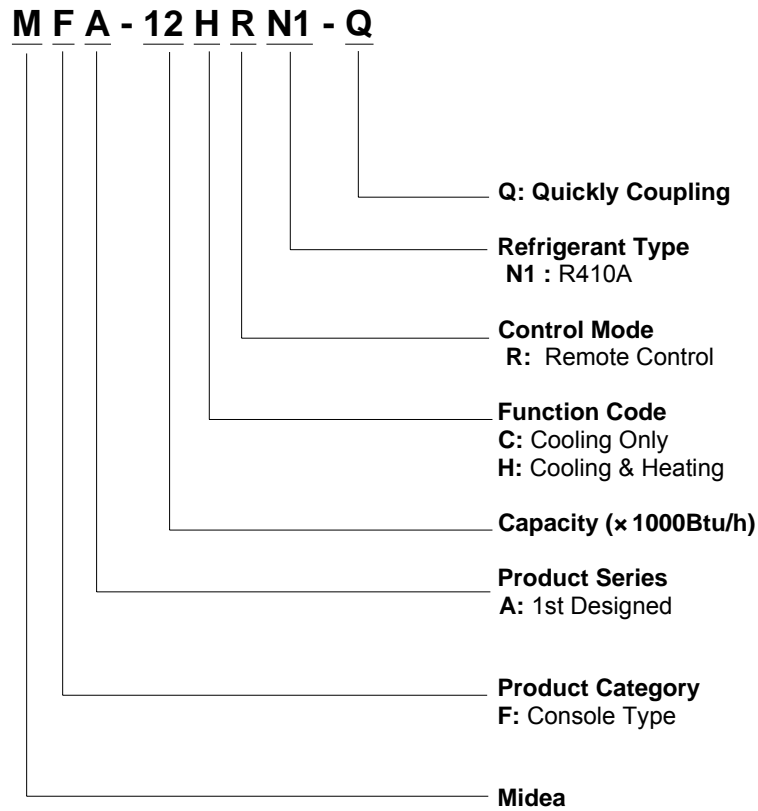 M F A - 12 H R N1 - Q
Q: Quickly Coupling
Refrigerant Type
N1 : R410A
Control Mode
R: Remote Control
Function Code
C: Cooling Only
H: Cooling & Heating
Capacity (× 1000Btu/h)
Product Series
A: 1st Designed
Product Category
F: Console Type
Midea